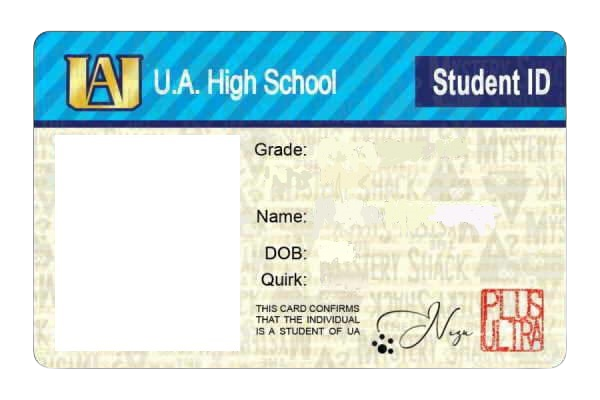 UA
U.A. High School
Student ID
Grade:
Name:
DOB:
Quirk:
THIS CARD CONFIRMS
THAT THE INDIVIDUAL
IS A STUDENT OF UA
Nezu
PLUS
ULTRA
MYSTERY
SHACK